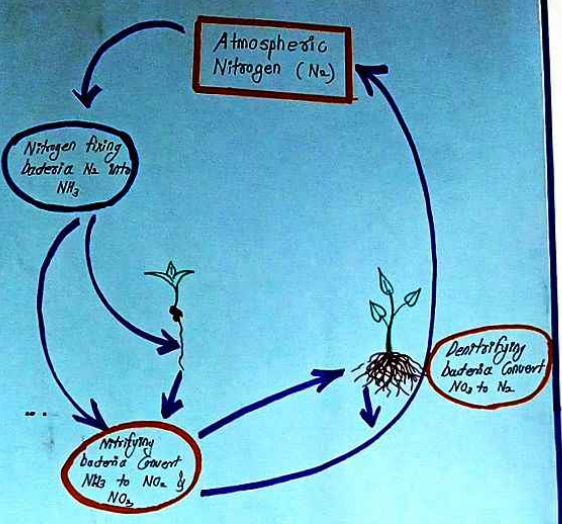 Atmospheric
Nitrogen (N2)
Nitrogen fixing
bacteria N2 into
NH3
Nitrifying
bacteria Convert
NH3 to NO2 &
NO3
Denitrifying
bacteria Convert
NO3 to N2